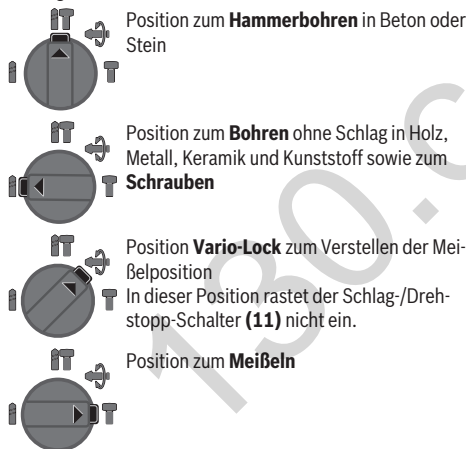 Position zum Hammerbohren in Beton oder
Stein
Position zum Bohren ohne Schlag in Holz,
Metall, Keramik und Kunststoff sowie zum
Schrauben
Position Vario-Lock zum Verstellen der Mei-
ßelposition
In dieser Position rastet der Schlag-/Dreh-
stopp-Schalter (11) nicht ein.
Position zum Meißeln
130.c